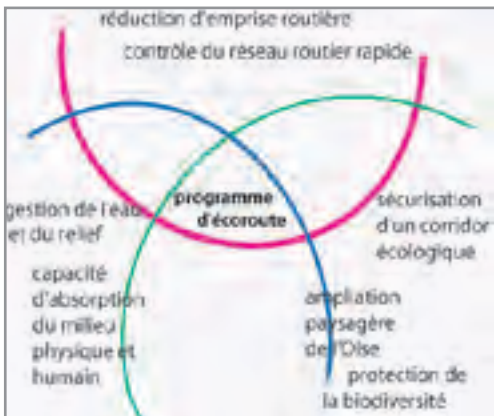 réduction d'emprise routière
contrôle du réseau routier rapide
programme
d'écoroute
gestion de l'eau
et du relief
sécurisation
d'un corridor
écologique
capacité
d'absorption
du milieu
physique et
humain
ampliation
paysagère
de l'Oise
protection de
la biodiversité